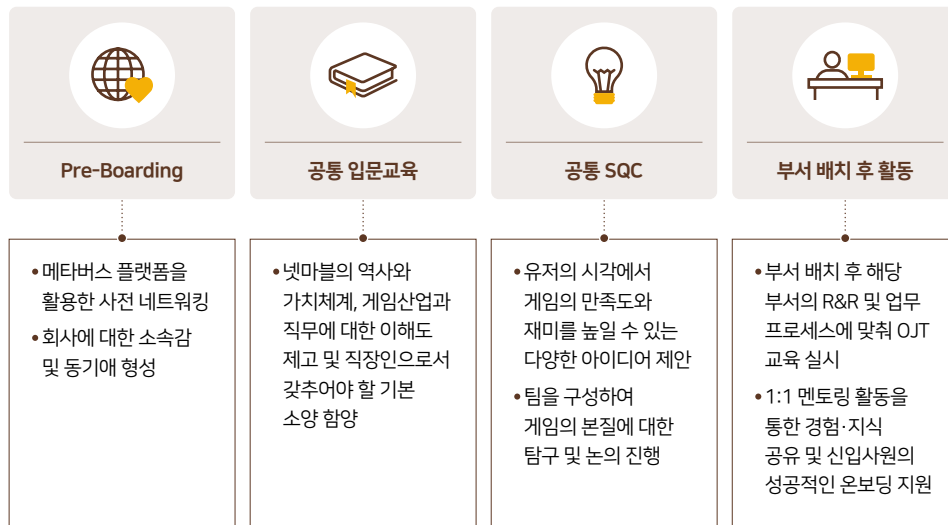 Pre-Boarding
• 메타버스 플랫폼을
활용한 사전 네트워킹
• 회사에 대한 소속감
및 동기애 형성
공통 입문교육
• 넷마블의 역사와
가치체계, 게임산업과
직무에 대한 이해도
제고 및 직장인으로서
갖추어야 할 기본
소양 함양
공통 SQC
• 유저의 시각에서
게임의 만족도와
재미를 높일 수 있는
다양한 아이디어 제안
• 팀을 구성하여
게임의 본질에 대한
탐구 및 논의 진행
부서 배치 후 활동
• 부서 배치 후 해당
부서의 R&R 및 업무
프로세스에 맞춰 OJT
교육 실시
• 1:1 멘토링 활동을
통한 경험·지식
공유 및 신입사원의
성공적인 온보딩 지원